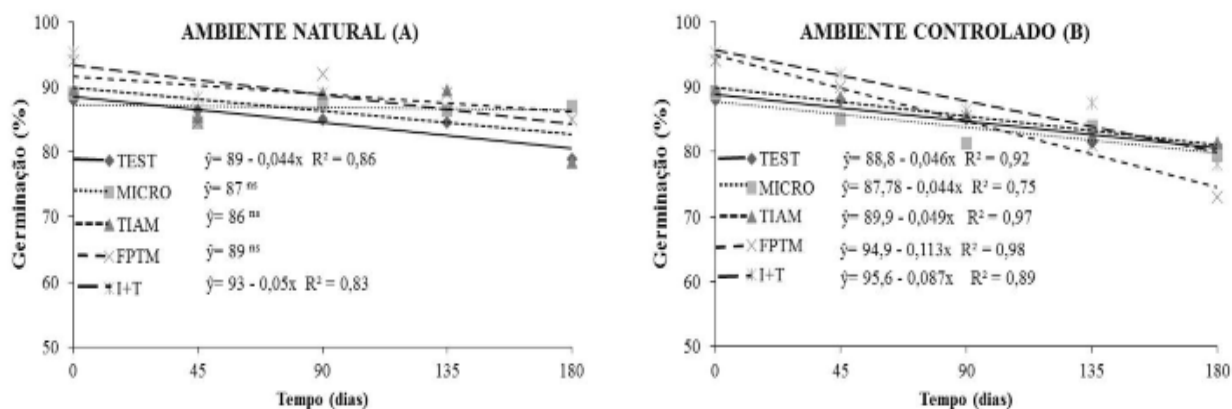 AMBIENTE NATURAL (A)
Germinação (%)
100
90
80
70
60
50
TEST ŷ= 89 - 0,044x R² = 0,86
MICRO ŷ= 87 ns
TIAM ŷ= 86 ns
FPTM ŷ= 89 ns
I+T ŷ= 93 - 0,05x R² = 0,83
0 45 90 135 180
Tempo (dias)
AMBIENTE CONTROLADO (B)
Germinação (%)
100
90
80
70
60
50
TEST ŷ= 88,8 - 0,046x R² = 0,92
MICRO ŷ= 87,78 - 0,044x R² = 0,75
TIAM ŷ= 89,9 - 0,049x R² = 0,97
FPTM ŷ= 94,9 - 0,113x R² = 0,98
I+T ŷ= 95,6 - 0,087x R² = 0,89
0 45 90 135 180
Tempo (dias)